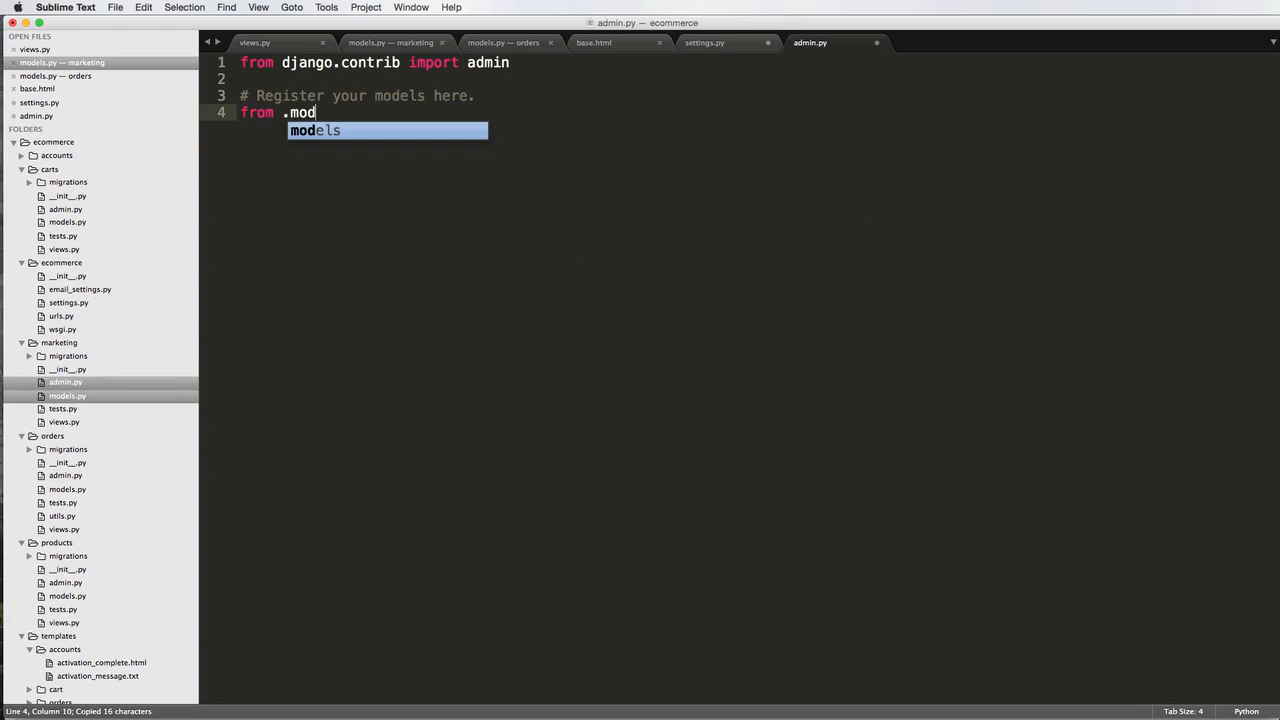 Sublime Text File Edit Selection Find View Goto Tools Project Window Help
admin.py — ecommerce
OPEN FILES
views.py
models.py — marketing
models.py — orders
base.html
settings.py
admin.py
FOLDERS
ecommerce
accounts
carts
migrations
__init__.py
admin.py
models.py
tests.py
views.py
ecommerce
__init__.py
email_settings.py
settings.py
urls.py
wsgi.py
marketing
migrations
__init__.py
admin.py
models.py
tests.py
views.py
orders
migrations
__init__.py
admin.py
models.py
tests.py
utils.py
views.py
products
migrations
__init__.py
admin.py
models.py
tests.py
views.py
templates
accounts
activation_complete.html
activation_message.txt
cart
orders
views.py models.py — marketing models.py — orders base.html settings.py admin.py
1 from django.contrib import admin
2
3 # Register your models here.
4 from .mod
models
Line 4, Column 10; Copied 16 characters Tab Size: 4 Python